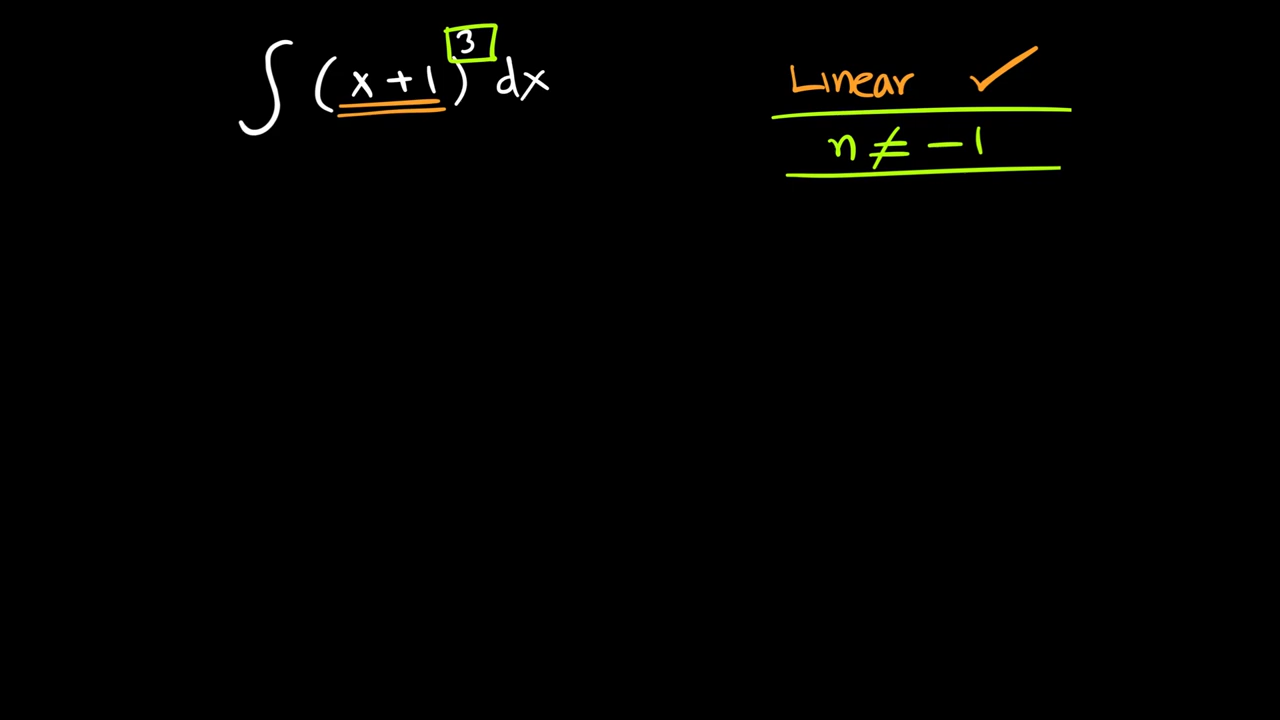 ∫ (x + 1)³ dx
Linear ✓
n ≠ − 1